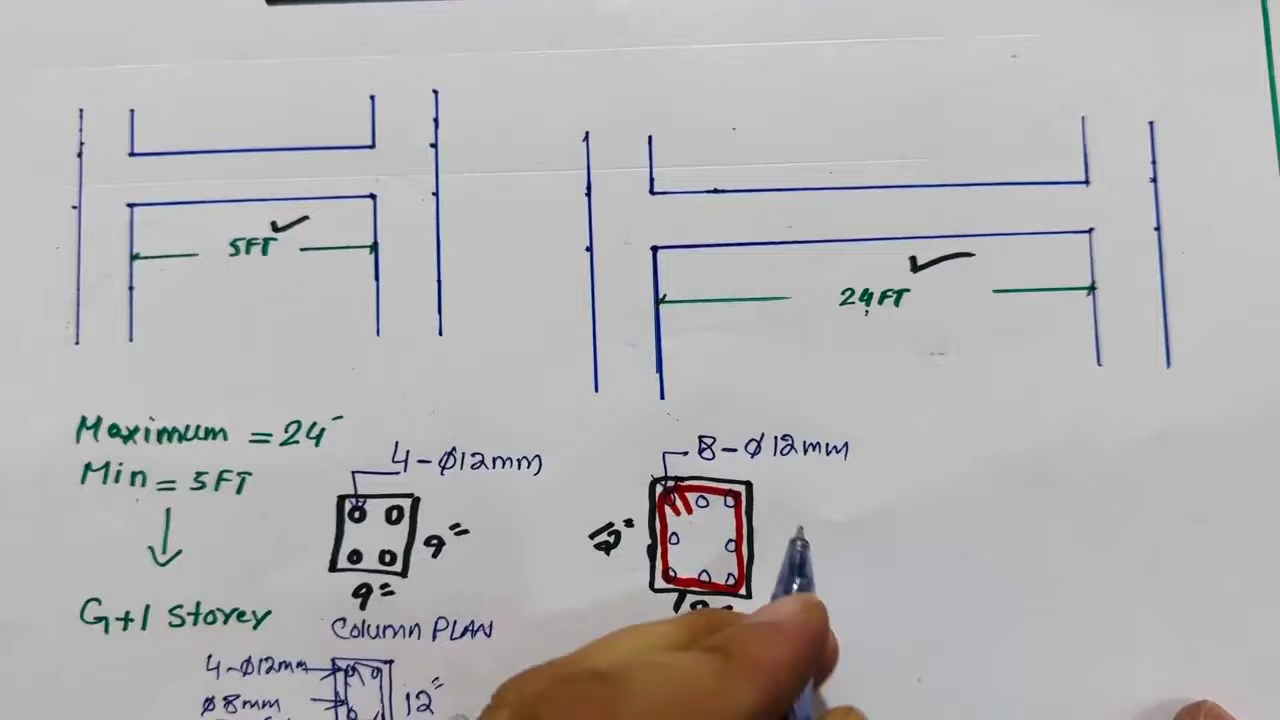 5FT
24FT
Maximum = 24'
Min = 5FT
G+1 Storey
4-Ø12mm
9"
9"
Column PLAN
8-Ø12mm
12"
4-Ø12mm
Ø8mm
12"